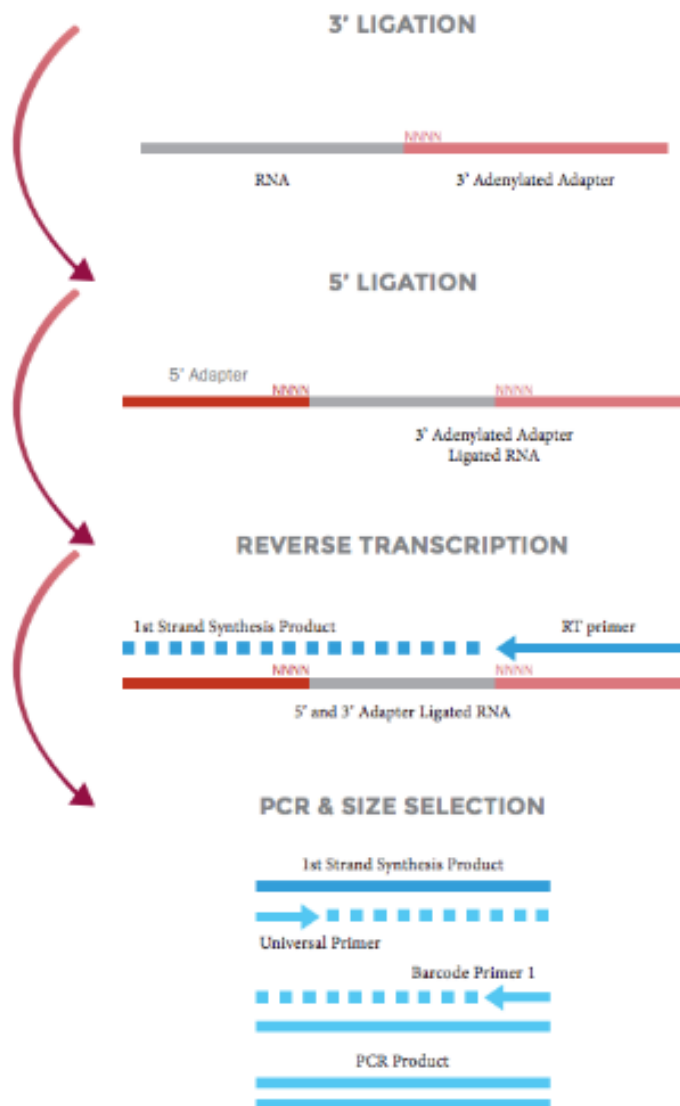 3' LIGATION
NNNN
RNA
3' Adenylated Adapter
5' LIGATION
5' Adapter
NNNN
NNNN
3' Adenylated Adapter
Ligated RNA
REVERSE TRANSCRIPTION
1st Strand Synthesis Product
RT primer
NNNN
NNNN
5' and 3' Adapter Ligated RNA
PCR & SIZE SELECTION
1st Strand Synthesis Product
Universal Primer
Barcode Primer 1
PCR Product